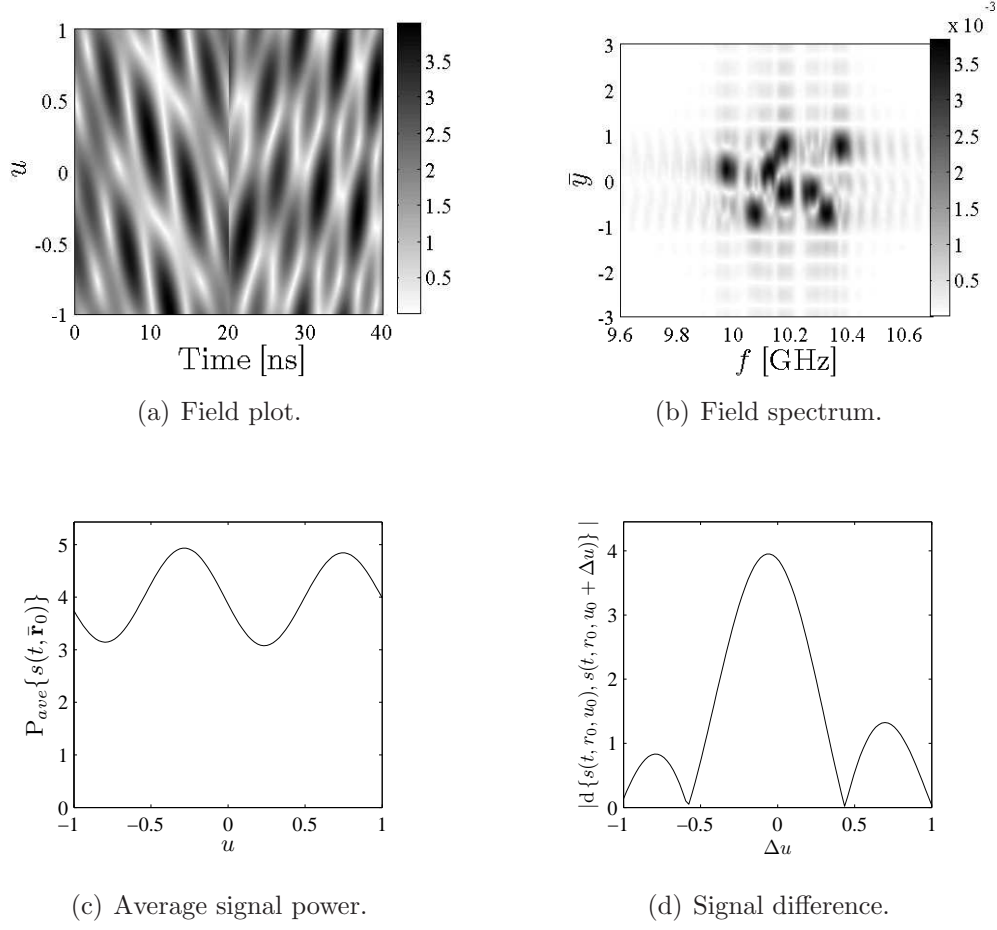 1
0.5
0
-0.5
-1
u
0 10 20 30 40
Time [ns]
3.5
3
2.5
2
1.5
1
0.5
(a) Field plot.
x 10^-3
3
2
1
0
-1
-2
-3
ȳ
9.6 9.8 10 10.2 10.4 10.6
f [GHz]
3.5
3
2.5
2
1.5
1
0.5
(b) Field spectrum.
5
4
3
2
1
0
P_ave{s(t, r̄_0)}
−1 −0.5 0 0.5 1
u
(c) Average signal power.
4
3
2
1
0
|d {s(t, r_0, u_0), s(t, r_0, u_0 + Δu)} |
−1 −0.5 0 0.5 1
Δu
(d) Signal difference.